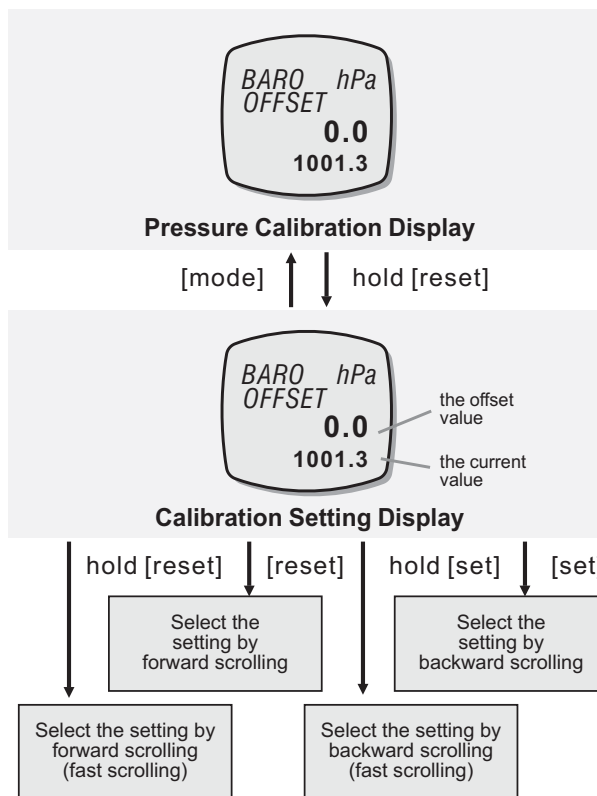 BARO hPa
OFFSET
0.0
1001.3
Pressure Calibration Display
[mode] hold [reset]
BARO hPa
OFFSET
0.0
1001.3
the offset
value
the current
value
Calibration Setting Display
hold [reset] [reset] hold [set] [set
Select the
setting by
forward scrolling
Select the
setting by
backward scrolling
Select the setting by
forward scrolling
(fast scrolling)
Select the setting by
backward scrolling
(fast scrolling)